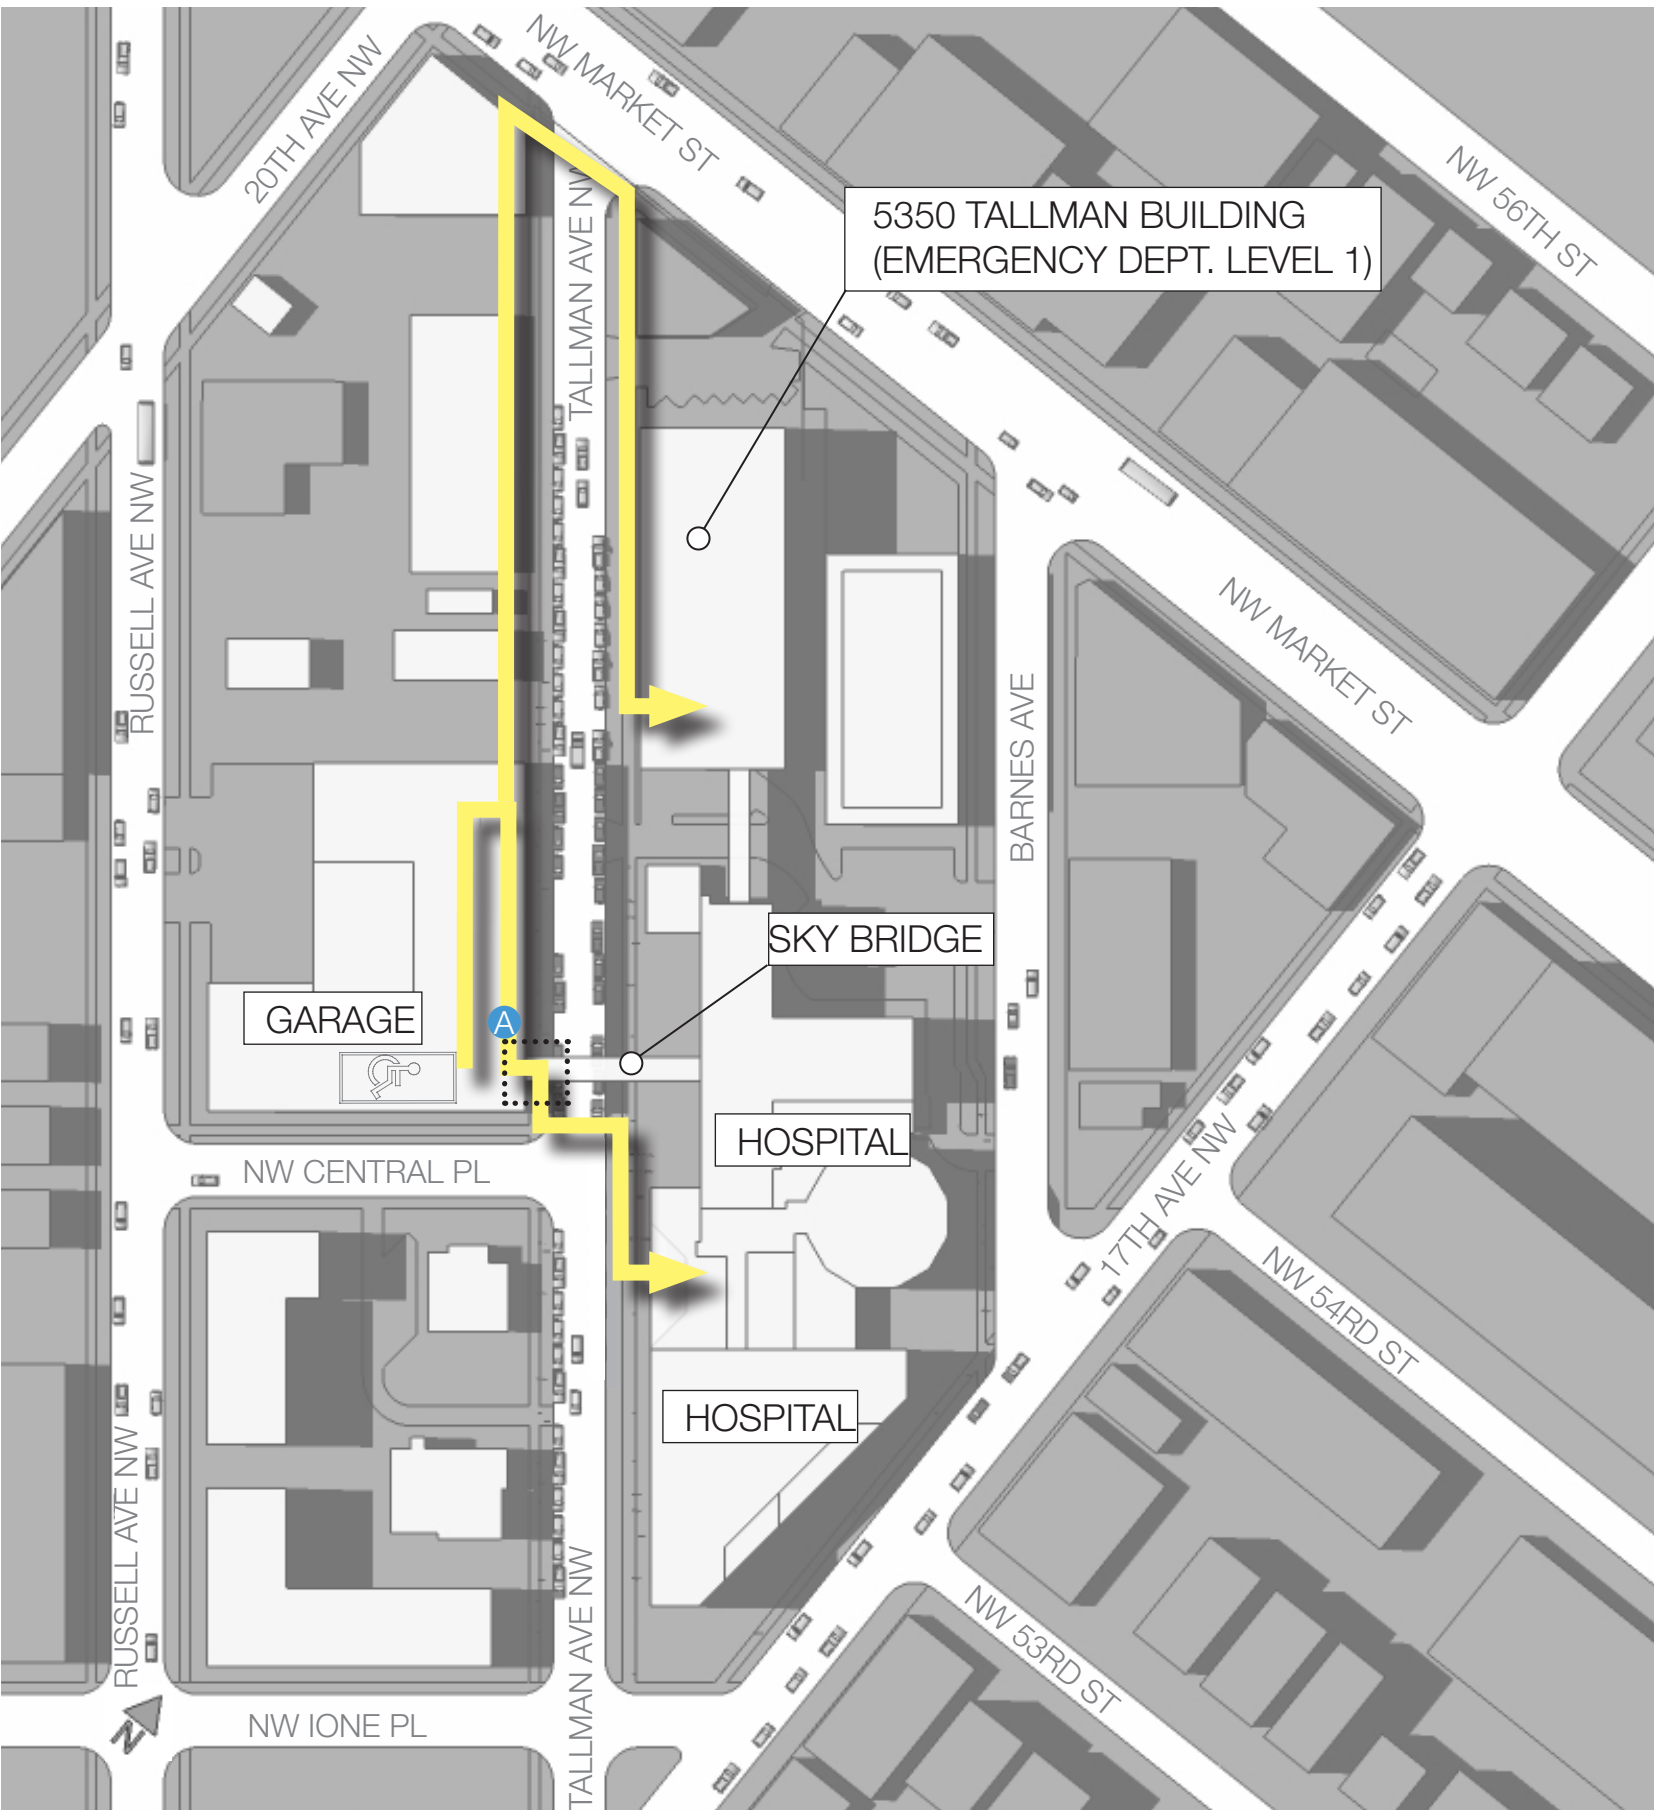 20TH AVE NW
NW MARKET ST
NW 56TH ST
5350 TALLMAN BUILDING
(EMERGENCY DEPT. LEVEL 1)
TALLMAN AVE NW
RUSSELL AVE NW
NW MARKET ST
BARNES AVE
SKY BRIDGE
GARAGE
A
HOSPITAL
NW CENTRAL PL
17TH AVE NW
NW 54RD ST
HOSPITAL
RUSSELL AVE NW
TALLMAN AVE NW
NW 53RD ST
N
NW IONE PL